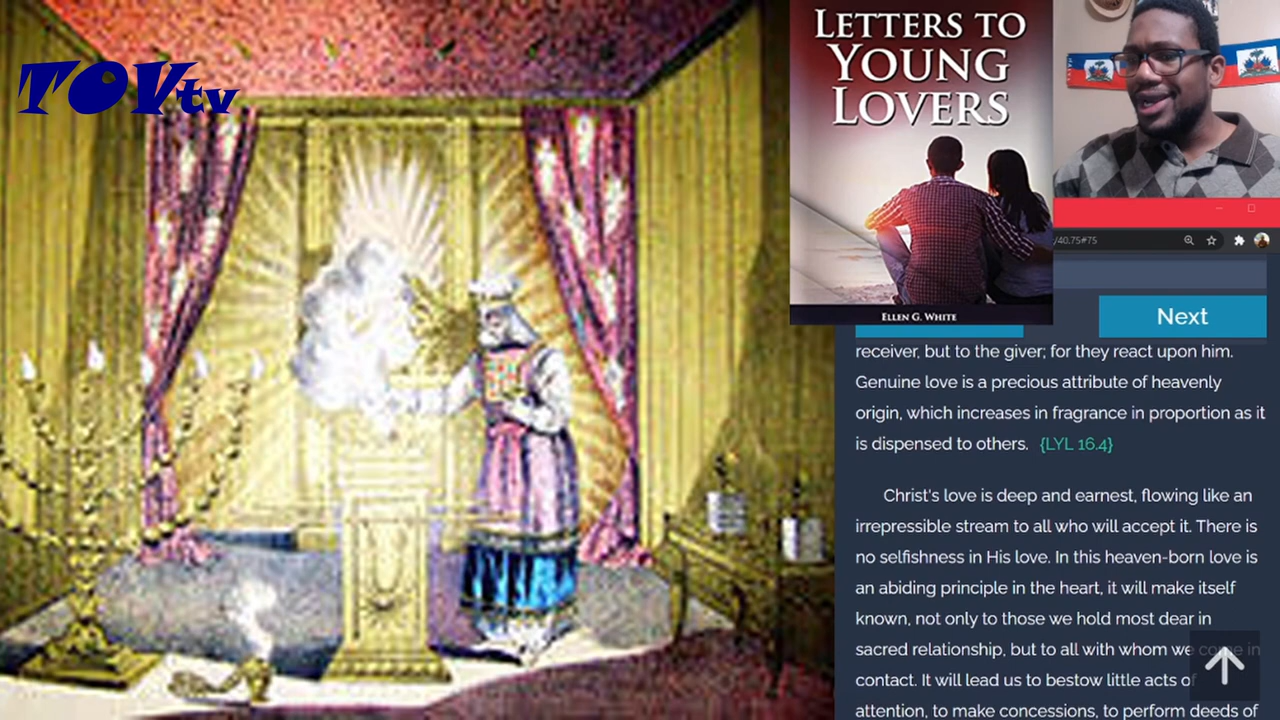 TOVtv
LETTERS TO
YOUNG
LOVERS
ELLEN G. WHITE
/40.75#75
Next
receiver, but to the giver; for they react upon him.
Genuine love is a precious attribute of heavenly
origin, which increases in fragrance in proportion as it
is dispensed to others. {LYL 16.4}
Christ's love is deep and earnest, flowing like an
irrepressible stream to all who will accept it. There is
no selfishness in His love. In this heaven-born love is
an abiding principle in the heart, it will make itself
known, not only to those we hold most dear in
sacred relationship, but to all with whom we come in
contact. It will lead us to bestow little acts of
attention, to make concessions, to perform deeds of